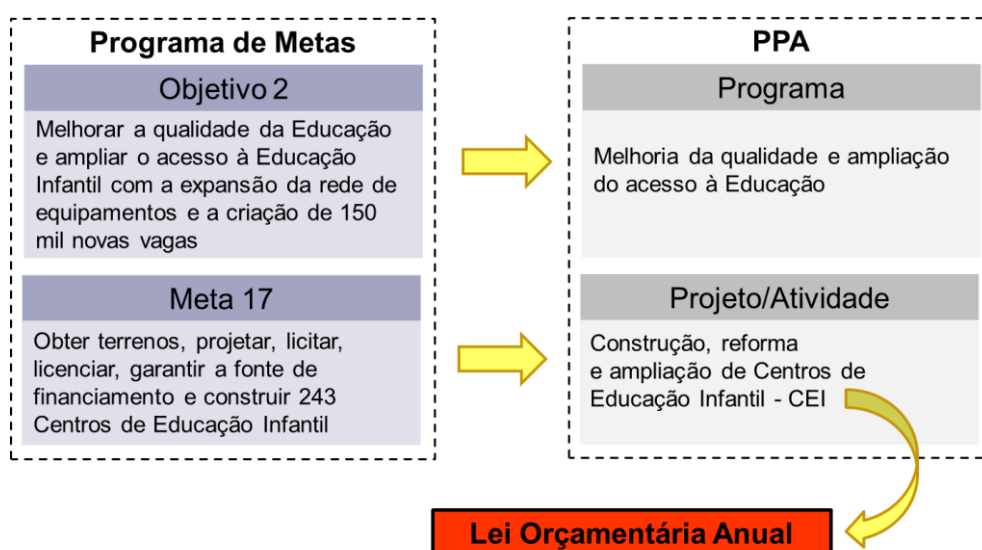 Programa de Metas
Objetivo 2
Melhorar a qualidade da Educação
e ampliar o acesso à Educação
Infantil com a expansão da rede de
equipamentos e a criação de 150
mil novas vagas
Meta 17
Obter terrenos, projetar, licitar,
licenciar, garantir a fonte de
financiamento e construir 243
Centros de Educação Infantil
PPA
Programa
Melhoria da qualidade e ampliação
do acesso à Educação
Projeto/Atividade
Construção, reforma
e ampliação de Centros de
Educação Infantil - CEI
Lei Orçamentária Anual